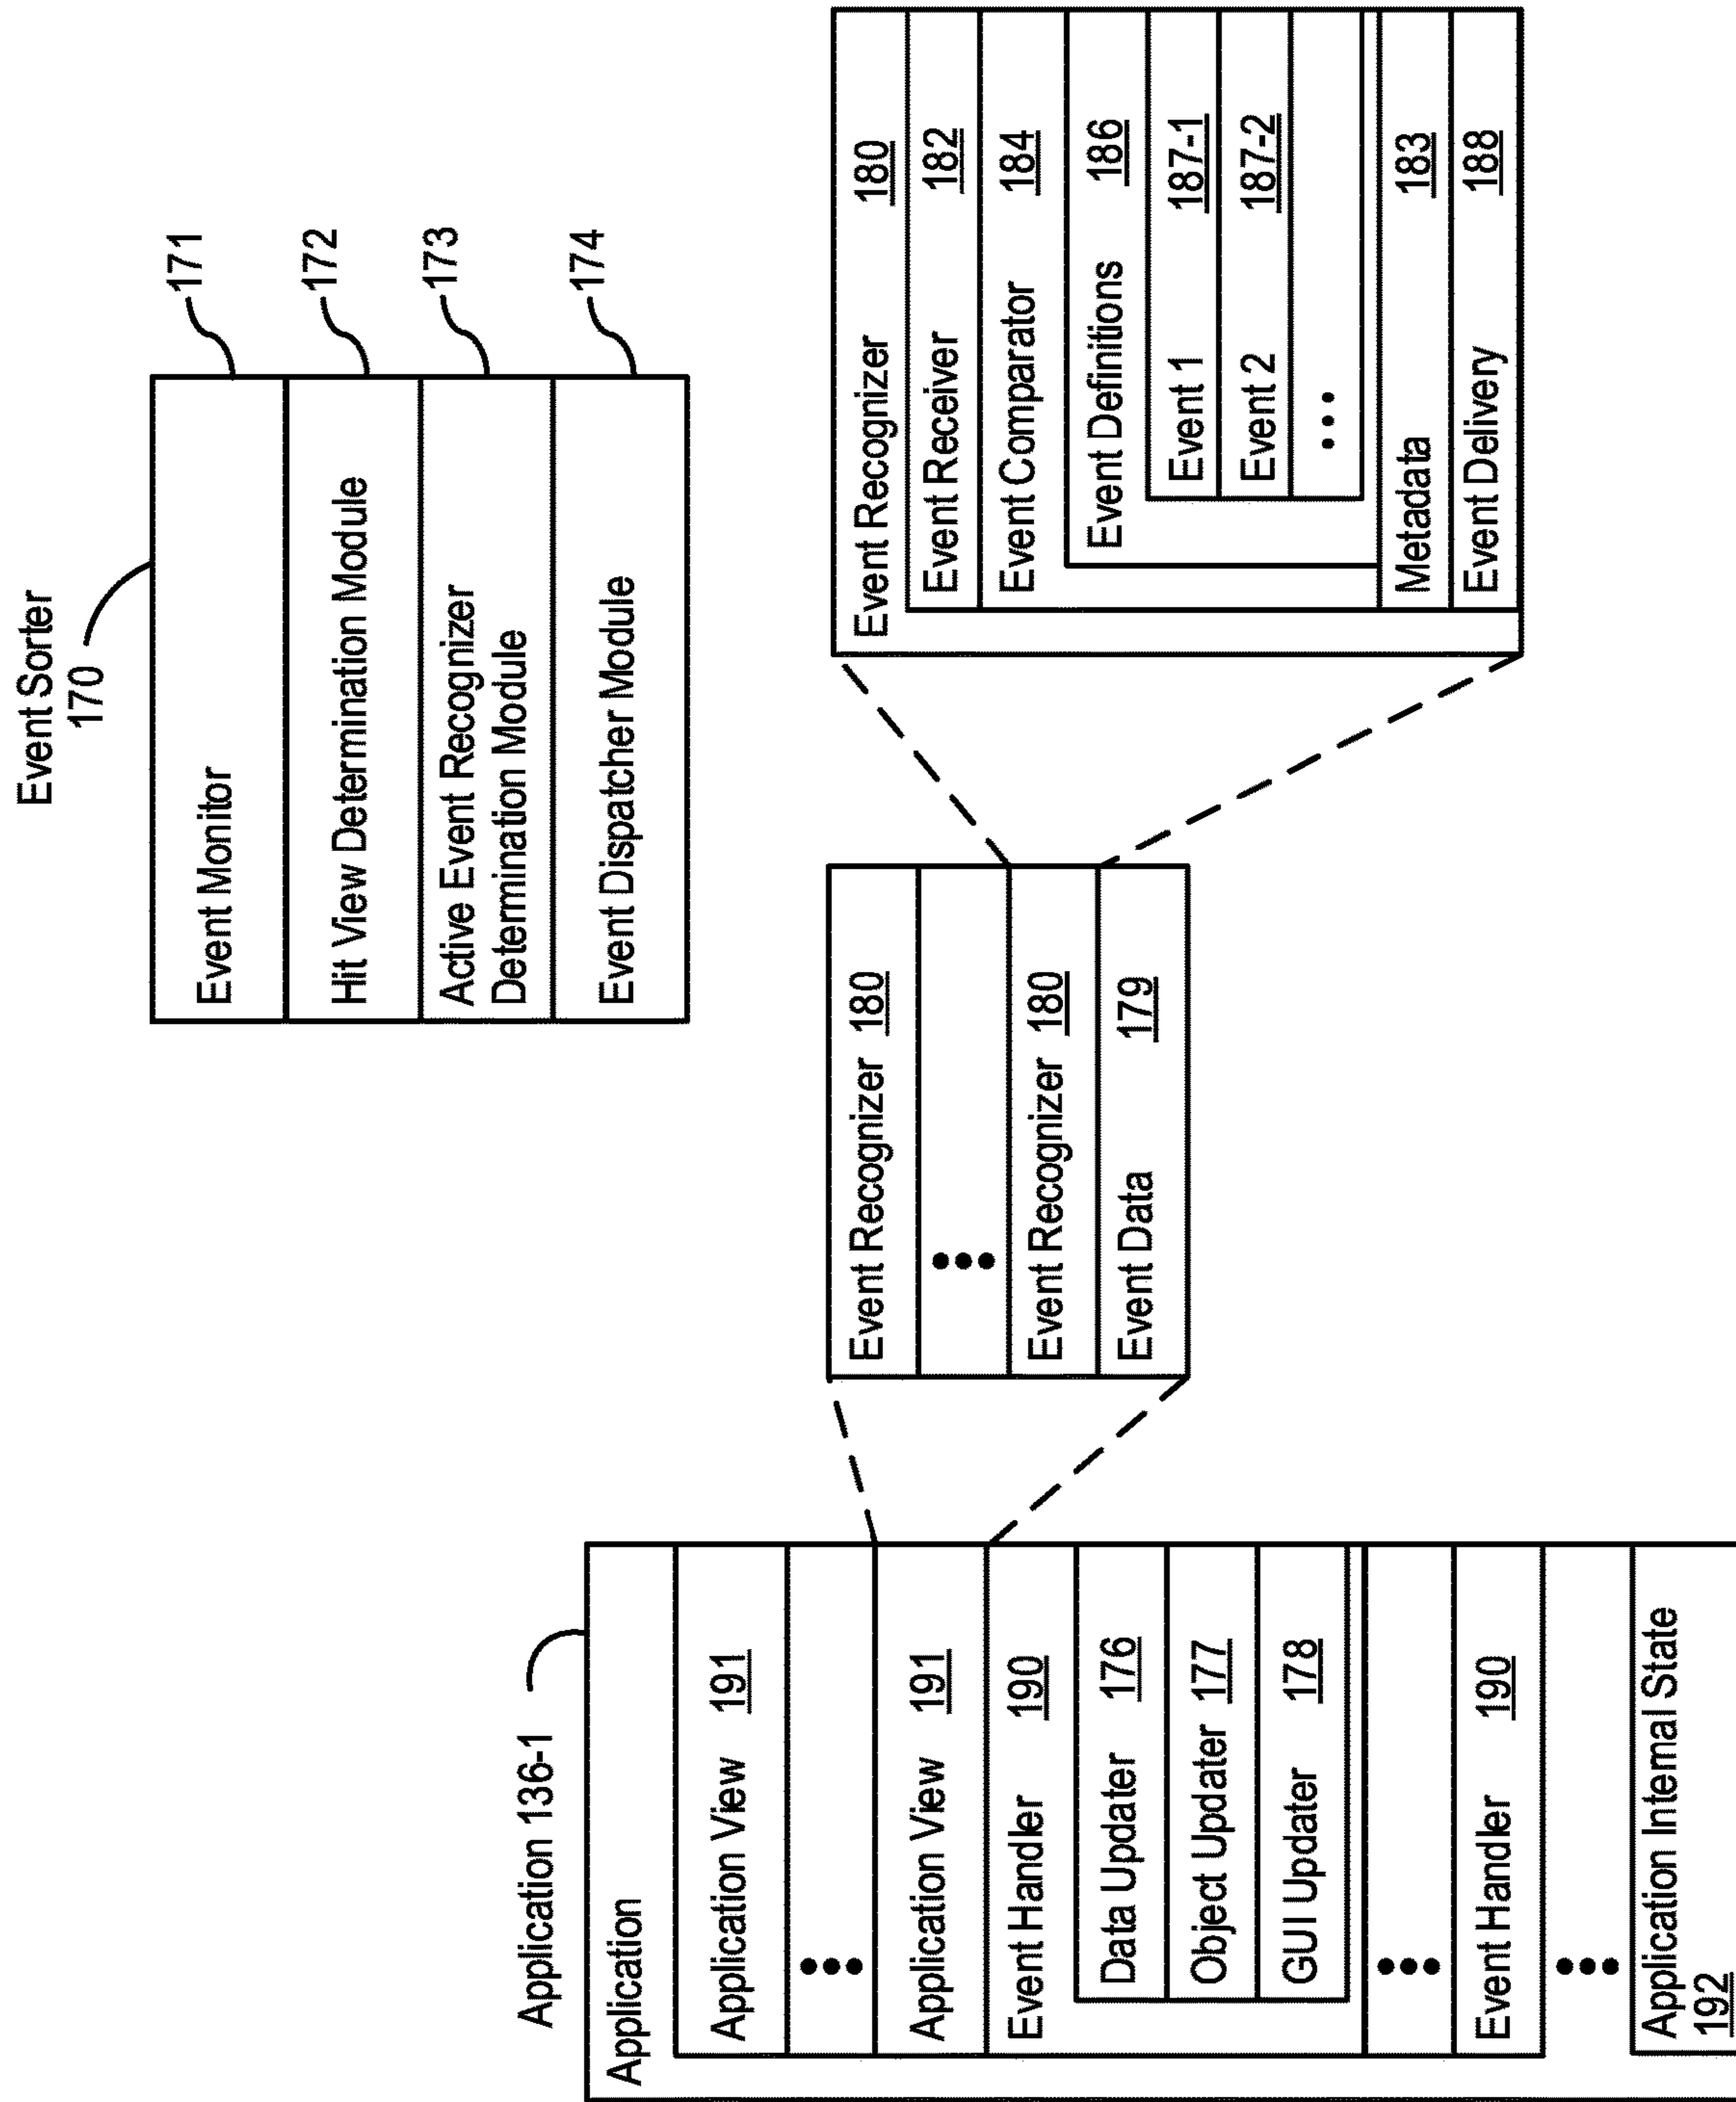 Event Sorter
170
Event Monitor
171
Hit View Determination Module
172
Active Event Recognizer
Determination Module
173
Event Dispatcher Module
174
Application 136-1
Application
Application View 191
•••
Application View 191
Event Handler 190
Data Updater 176
Object Updater 177
GUI Updater 178
•••
Event Handler 190
•••
Application Internal State
192
Event Recognizer 180
•••
Event Recognizer 180
Event Data 179
Event Recognizer 180
Event Receiver 182
Event Comparator 184
Event Definitions 186
Event 1 187-1
Event 2 187-2
•••
Metadata 183
Event Delivery 188